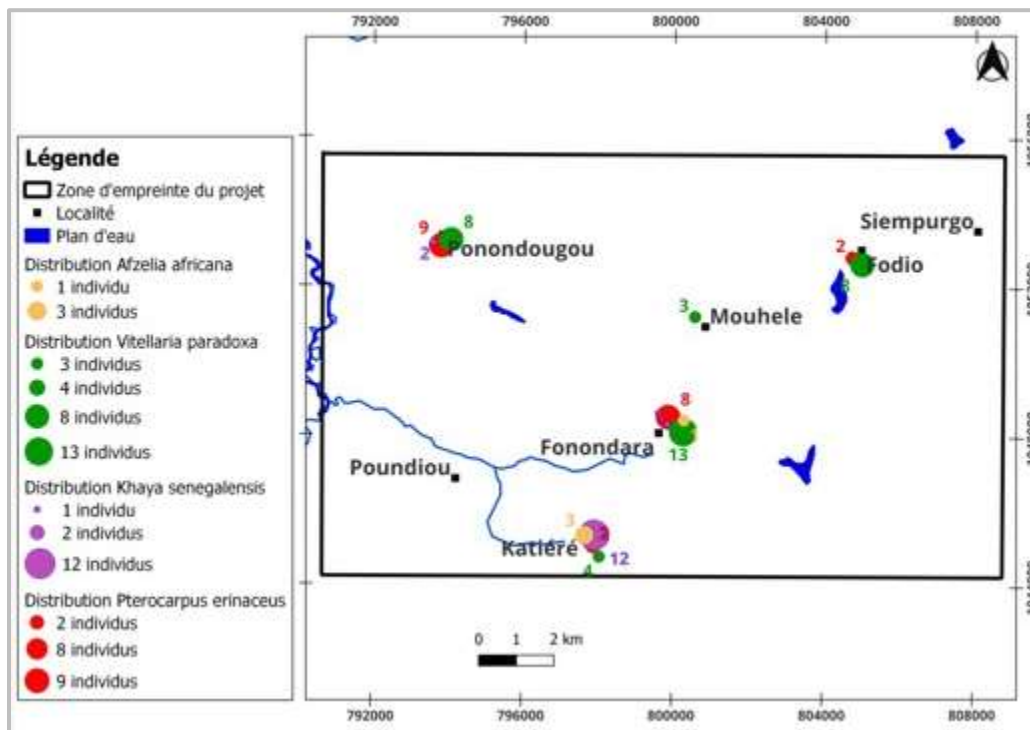 792000 796000 800000 804000 808000
Légende
Zone d'empreinte du projet
Localité
Plan d'eau
Distribution Afzelia africana
1 individu
3 individus
Distribution Vitellaria paradoxa
3 individus
4 individus
8 individus
13 individus
Distribution Khaya senegalensis
1 individu
2 individus
12 individus
Distribution Pterocarpus erinaceus
2 individus
8 individus
9 individus
Siempurgo
9 8
2 Ponondougou
2
Fodio
8
3
Mouhele
8
Fonondara
13
Poundiou
3
Katiéré
12
4
0 1 2 km
792000 796000 800000 804000 808000